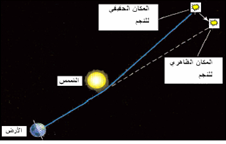 المكان الحقيقي
للنجم
المكان الظاهري
للنجم
الشمس
الأرض